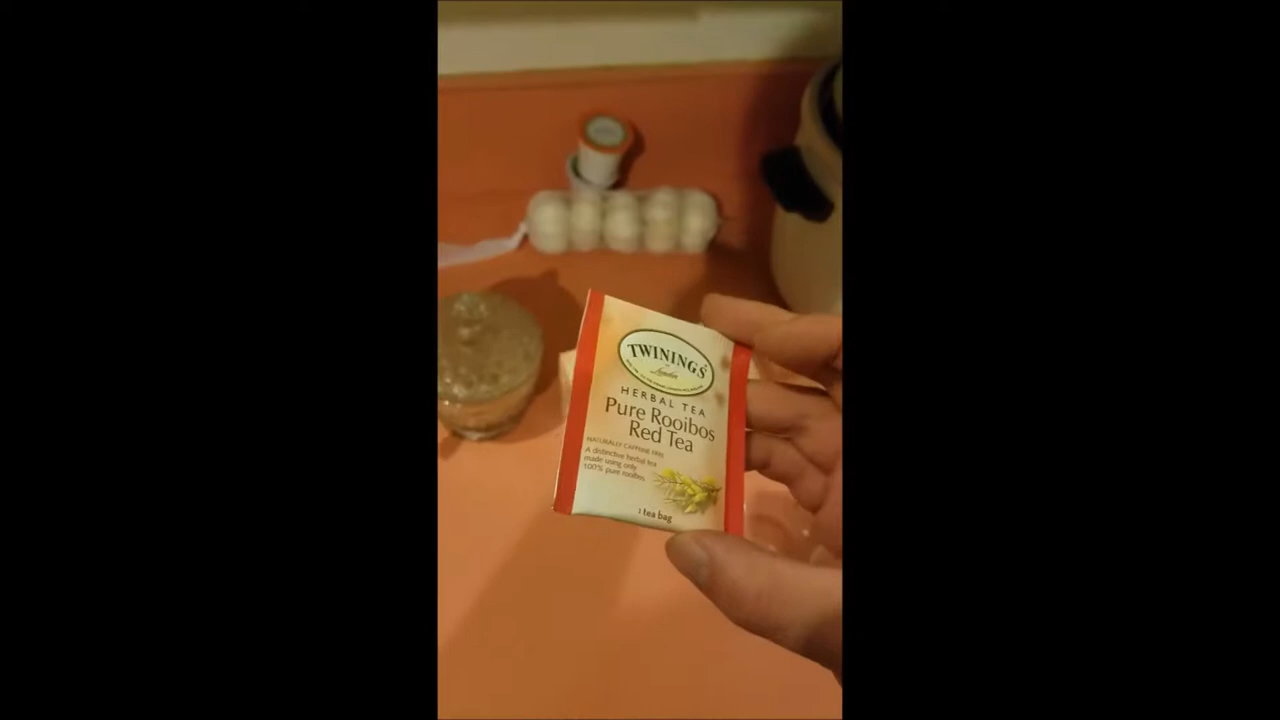 TWININGS
of
London
HERBAL TEA
Pure Rooibos
Red Tea
NATURALLY CAFFEINE FREE
A distinctive herbal tea
made using only
100% pure rooibos.
1 tea bag